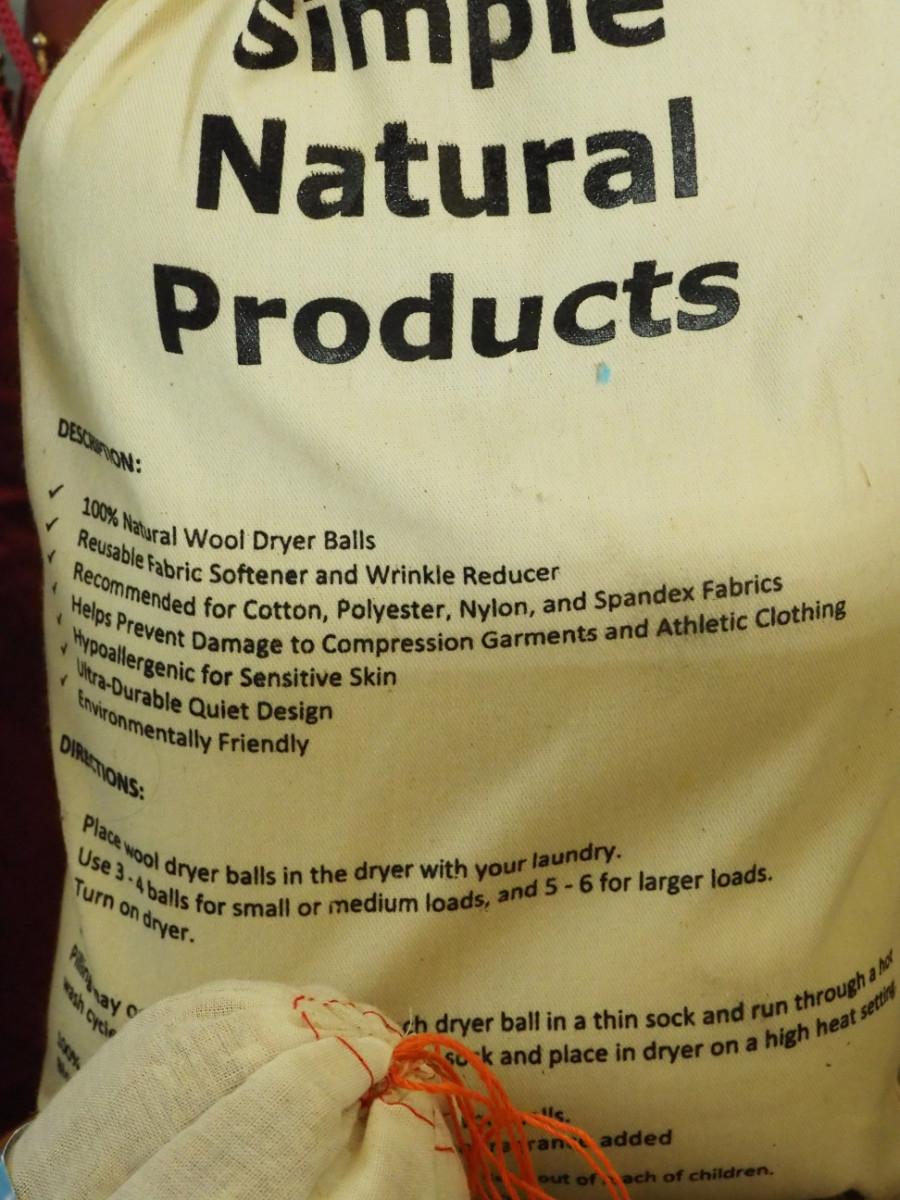 Simple
Natural
Products
DESCRIPTION:
✓ 100% Natural Wool Dryer Balls
✓ Reusable Fabric Softener and Wrinkle Reducer
✓ Recommended for Cotton, Polyester, Nylon, and Spandex Fabrics
✓ Helps Prevent Damage to Compression Garments and Athletic Clothing
✓ Hypoallergenic for Sensitive Skin
✓ Ultra-Durable Quiet Design
✓ Environmentally Friendly
DIRECTIONS:
Place wool dryer balls in the dryer with your laundry.
Use 3 - 4 balls for small or medium loads, and 5 - 6 for larger loads.
Turn on dryer.
Pilling may dryer ball in a thin sock and run through a hot
wash cycle sock and place in dryer on a high heat setting
100%
added
out of reach of children.